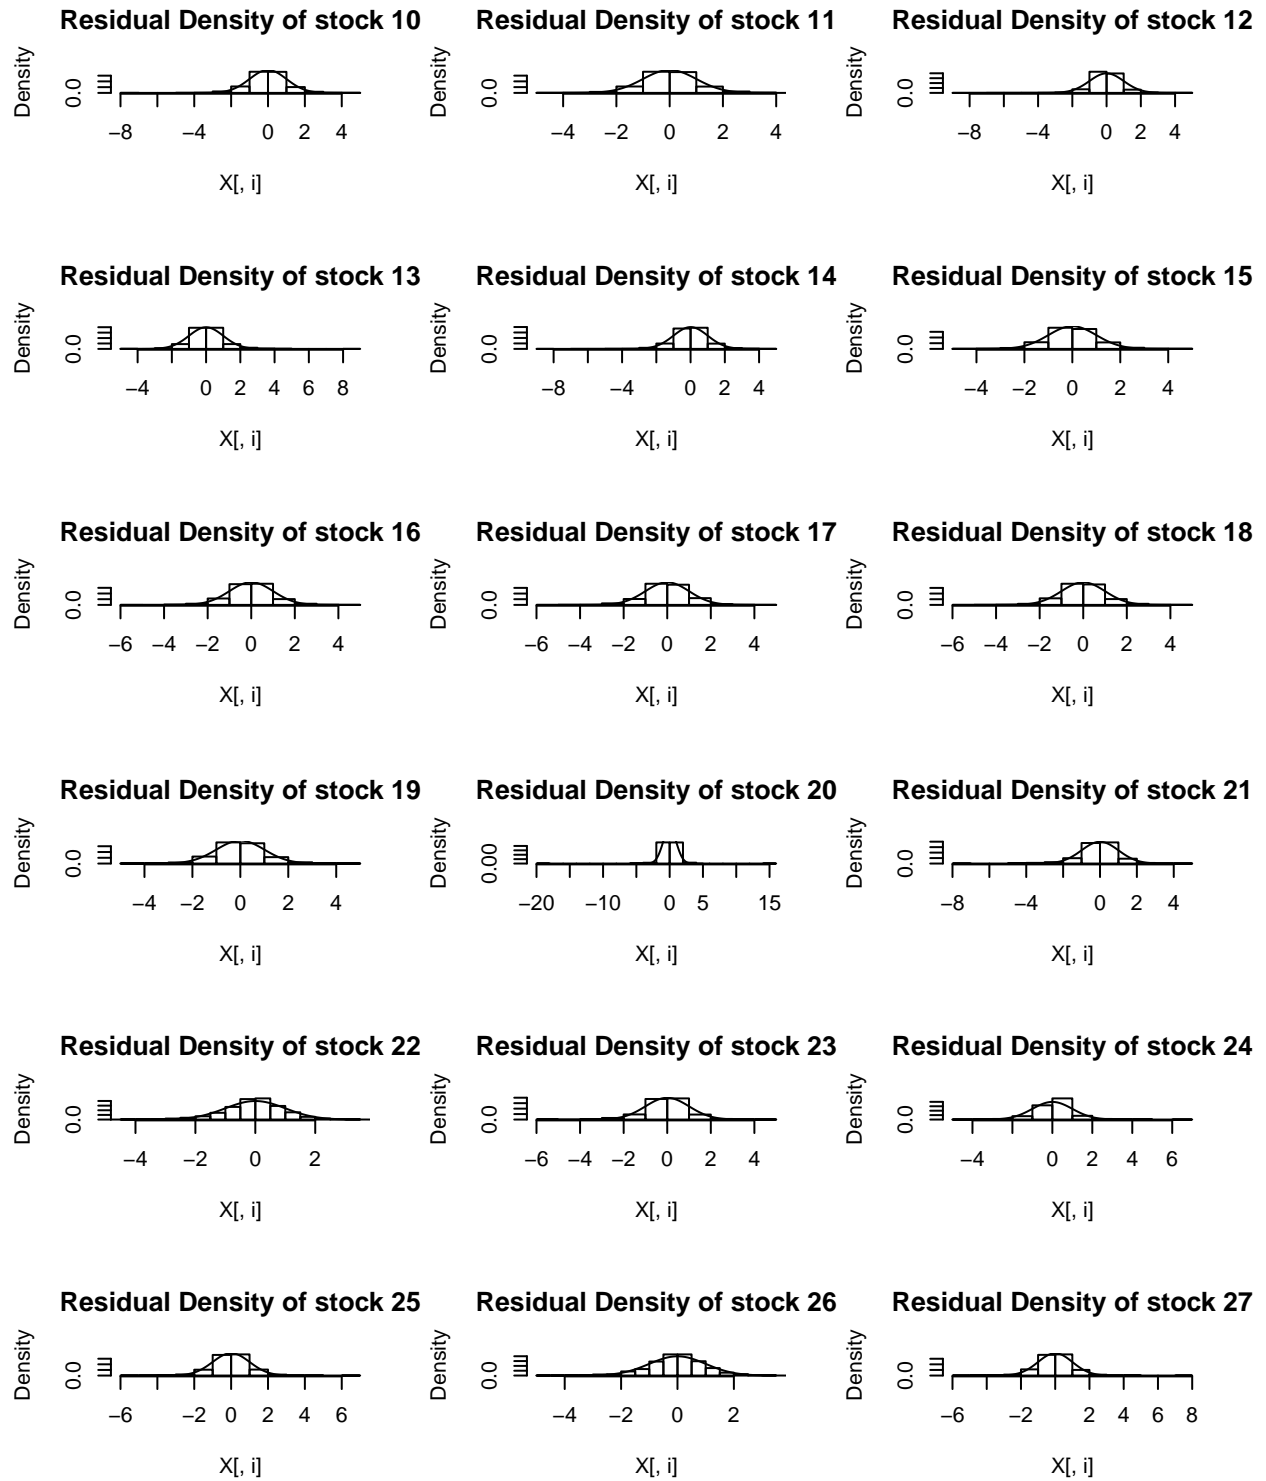 Residual Density of stock 10
Density
0.0
−8 −4 0 2 4
X[, i]
Residual Density of stock 11
−4 −2 0 2 4
X[, i]
Residual Density of stock 12
Density
0.0
−8 −4 0 2 4
X[, i]
Residual Density of stock 13
Density
0.0
−4 0 2 4 6 8
X[, i]
Residual Density of stock 14
Density
0.0
−8 −4 0 2 4
X[, i]
Residual Density of stock 15
Density
0.0
−4 −2 0 2 4
X[, i]
Residual Density of stock 16
Density
0.0
−6 −4 −2 0 2 4
X[, i]
Residual Density of stock 17
Density
0.0
−6 −4 −2 0 2 4
X[, i]
Residual Density of stock 18
Density
0.0
−6 −4 −2 0 2 4
X[, i]
Residual Density of stock 19
Density
0.0
−4 −2 0 2 4
X[, i]
Residual Density of stock 20
Density
0.00
−20 −10 0 5 15
X[, i]
Residual Density of stock 21
Density
0.0
−8 −4 0 2 4
X[, i]
Residual Density of stock 22
Density
0.0
−4 −2 0 2
X[, i]
Residual Density of stock 23
Density
0.0
−6 −4 −2 0 2 4
X[, i]
Residual Density of stock 24
Density
0.0
−4 0 2 4 6
X[, i]
Residual Density of stock 25
Density
0.0
−6 −2 0 2 4 6
X[, i]
Residual Density of stock 26
Density
0.0
−4 −2 0 2
X[, i]
Residual Density of stock 27
Density
0.0
−6 −2 2 4 6 8
X[, i]